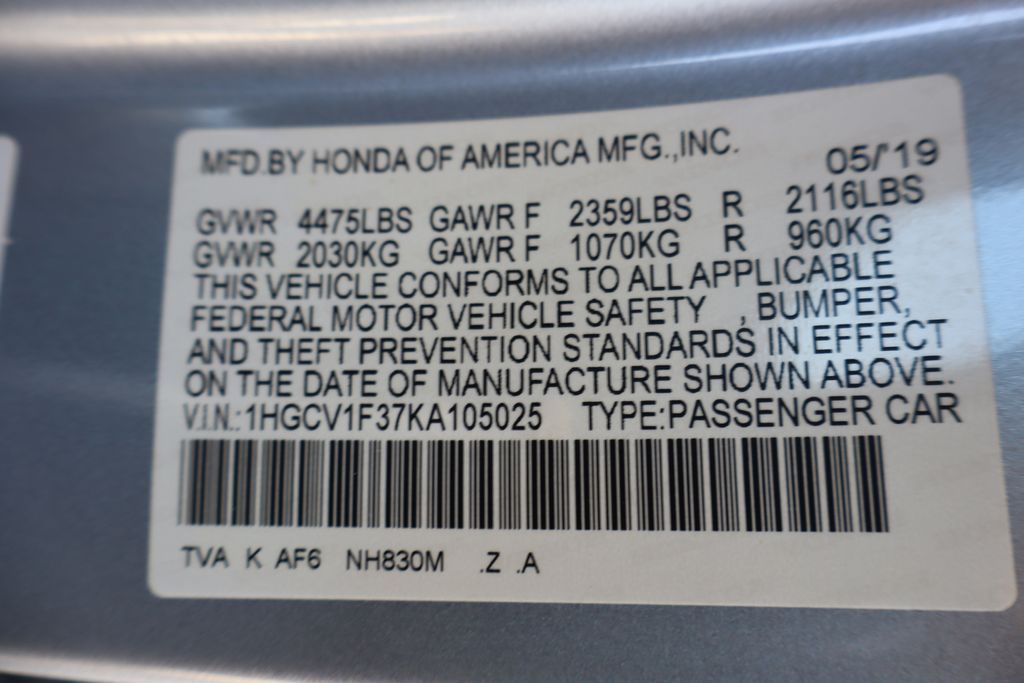 MFD.BY HONDA OF AMERICA MFG.,INC. 05/'19
GVWR 4475LBS GAWR F 2359LBS R 2116LBS
GVWR 2030KG GAWR F 1070KG R 960KG
THIS VEHICLE CONFORMS TO ALL APPLICABLE
FEDERAL MOTOR VEHICLE SAFETY , BUMPER,
AND THEFT PREVENTION STANDARDS IN EFFECT
ON THE DATE OF MANUFACTURE SHOWN ABOVE.
V.I.N.:1HGCV1F37KA105025 TYPE:PASSENGER CAR
TVA K AF6 NH830M .Z .A